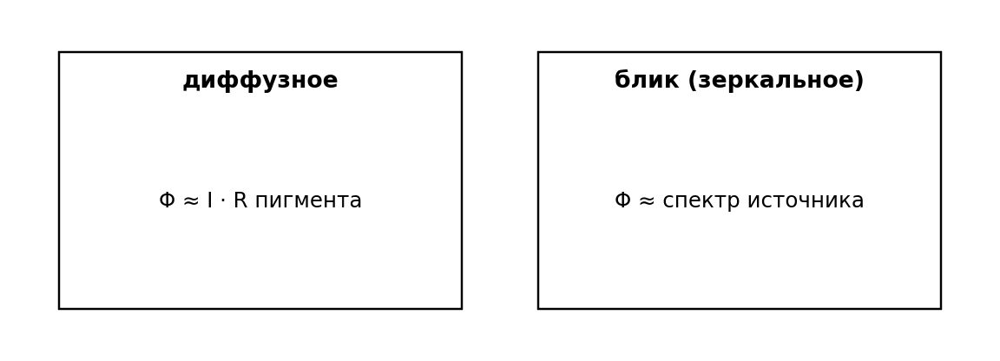 диффузное
Φ ≈ I · R пигмента
блик (зеркальное)
Φ ≈ спектр источника